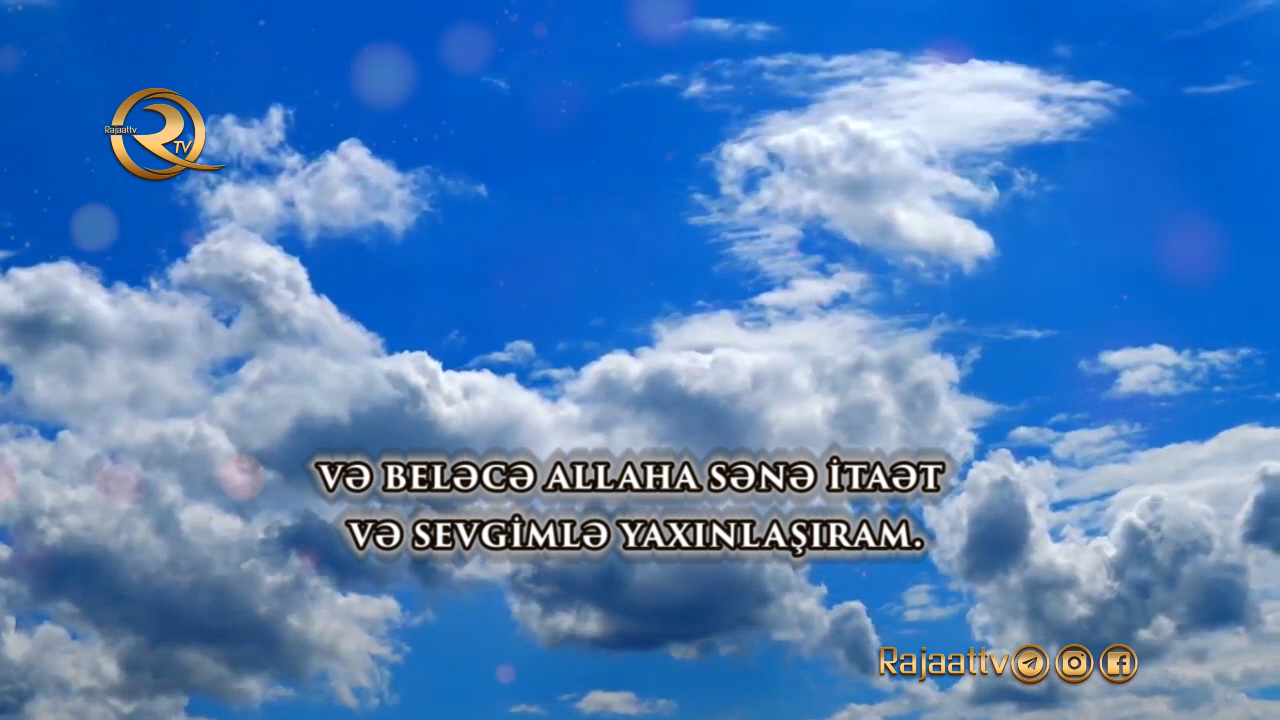 Rajaattv
R
TV
VƏ BELƏCƏ ALLAHA SƏNƏ İTAƏT
VƏ SEVGİMLƏ YAXINLAŞIRAM.
Rajaattv